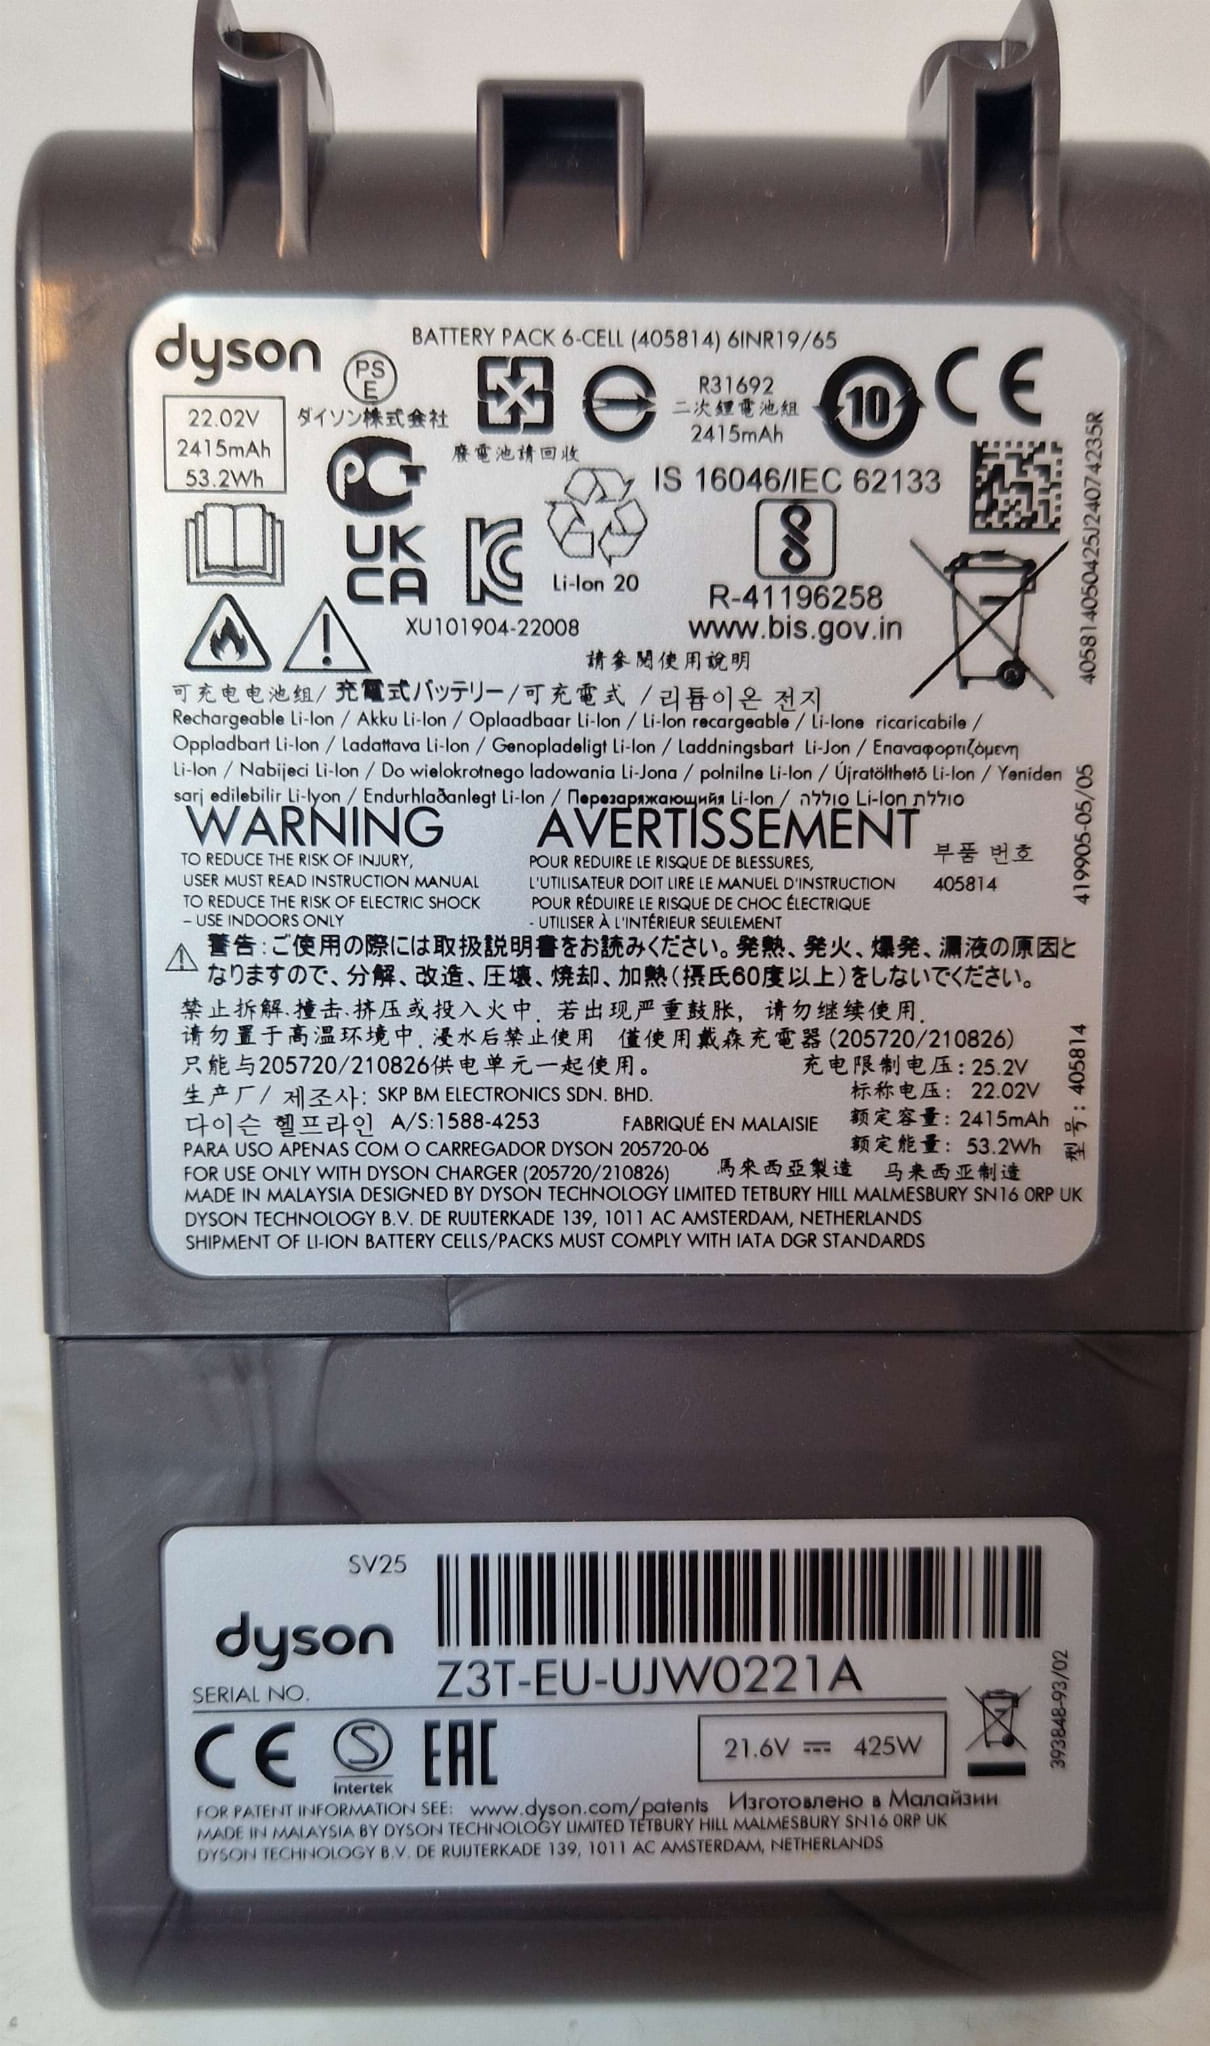 dyson
BATTERY PACK 6-CELL (405814) 6INR19/65
PS
E
ダイソン株式会社
22.02V
2415mAh
53.2Wh
廢電池請回收
R31692
二次鋰電池組
2415mAh
10
CE
IS 16046/IEC 62133
UK
CA
Li-Ion 20
R-41196258
www.bis.gov.in
XU101904-22008
請參閱使用說明
405814050425J24074235R
可充电电池组/ 充電式バッテリー/可充電式 /리튬이온 전지
Rechargeable Li-Ion / Akku Li-Ion / Oplaadbaar Li-Ion / Li-Ion recargeable / Li-Ione ricaricabile /
Oppladbart Li-Ion / Ladattava Li-Ion / Genopladeligt Li-Ion / Laddningsbart Li-Jon / Επαναφορτιζόμενη
Li-Ion / Nabijeci Li-Ion / Do wielokrotnego ladowania Li-Jona / polnilne Li-Ion / Újratölthető Li-Ion / Yeniden
sarj edilebilir Li-Iyon / Endurhlaðanlegt Li-Ion / Перезаряжающийя Li-Ion / סוללת Li-Ion סוללה
WARNING
TO REDUCE THE RISK OF INJURY,
USER MUST READ INSTRUCTION MANUAL
TO REDUCE THE RISK OF ELECTRIC SHOCK
– USE INDOORS ONLY
AVERTISSEMENT
POUR REDUIRE LE RISQUE DE BLESSURES,
L'UTILISATEUR DOIT LIRE LE MANUEL D'INSTRUCTION
POUR RÉDUIRE LE RISQUE DE CHOC ÉLECTRIQUE
- UTILISER À L'INTÉRIEUR SEULEMENT
부품 번호
405814
419905-05/05
警告:ご使用の際には取扱説明書をお読みください。発熱、発火、爆発、漏液の原因と
なりますので、分解、改造、圧壊、焼却、加熱(摂氏60度以上)をしないでください。
禁止拆解·撞击·挤压或投入火中. 若出现严重鼓胀, 请勿继续使用.
请勿置于高温环境中. 浸水后禁止使用 僅使用戴森充電器(205720/210826)
只能与205720/210826供电单元一起使用。
充电限制电压: 25.2V
生产厂/ 제조사: SKP BM ELECTRONICS SDN. BHD.
标称电压: 22.02V
다이슨 헬프라인 A/S:1588-4253
FABRIQUÉ EN MALAISIE
额定容量: 2415mAh
PARA USO APENAS COM O CARREGADOR DYSON 205720-06
额定能量: 53.2Wh
FOR USE ONLY WITH DYSON CHARGER (205720/210826)
馬來西亞製造 马来西亚制造
型号: 405814
MADE IN MALAYSIA DESIGNED BY DYSON TECHNOLOGY LIMITED TETBURY HILL MALMESBURY SN16 0RP UK
DYSON TECHNOLOGY B.V. DE RUIJTERKADE 139, 1011 AC AMSTERDAM, NETHERLANDS
SHIPMENT OF LI-ION BATTERY CELLS/PACKS MUST COMPLY WITH IATA DGR STANDARDS
SV25
dyson
SERIAL NO.
Z3T-EU-UJW0221A
CE
S
Intertek
EAC
21.6V 425W
393848-93/02
FOR PATENT INFORMATION SEE: www.dyson.com/patents Изготовлено в Малайзии
MADE IN MALAYSIA BY DYSON TECHNOLOGY LIMITED TETBURY HILL MALMESBURY SN16 0RP UK
DYSON TECHNOLOGY B.V. DE RUIJTERKADE 139, 1011 AC AMSTERDAM, NETHERLANDS